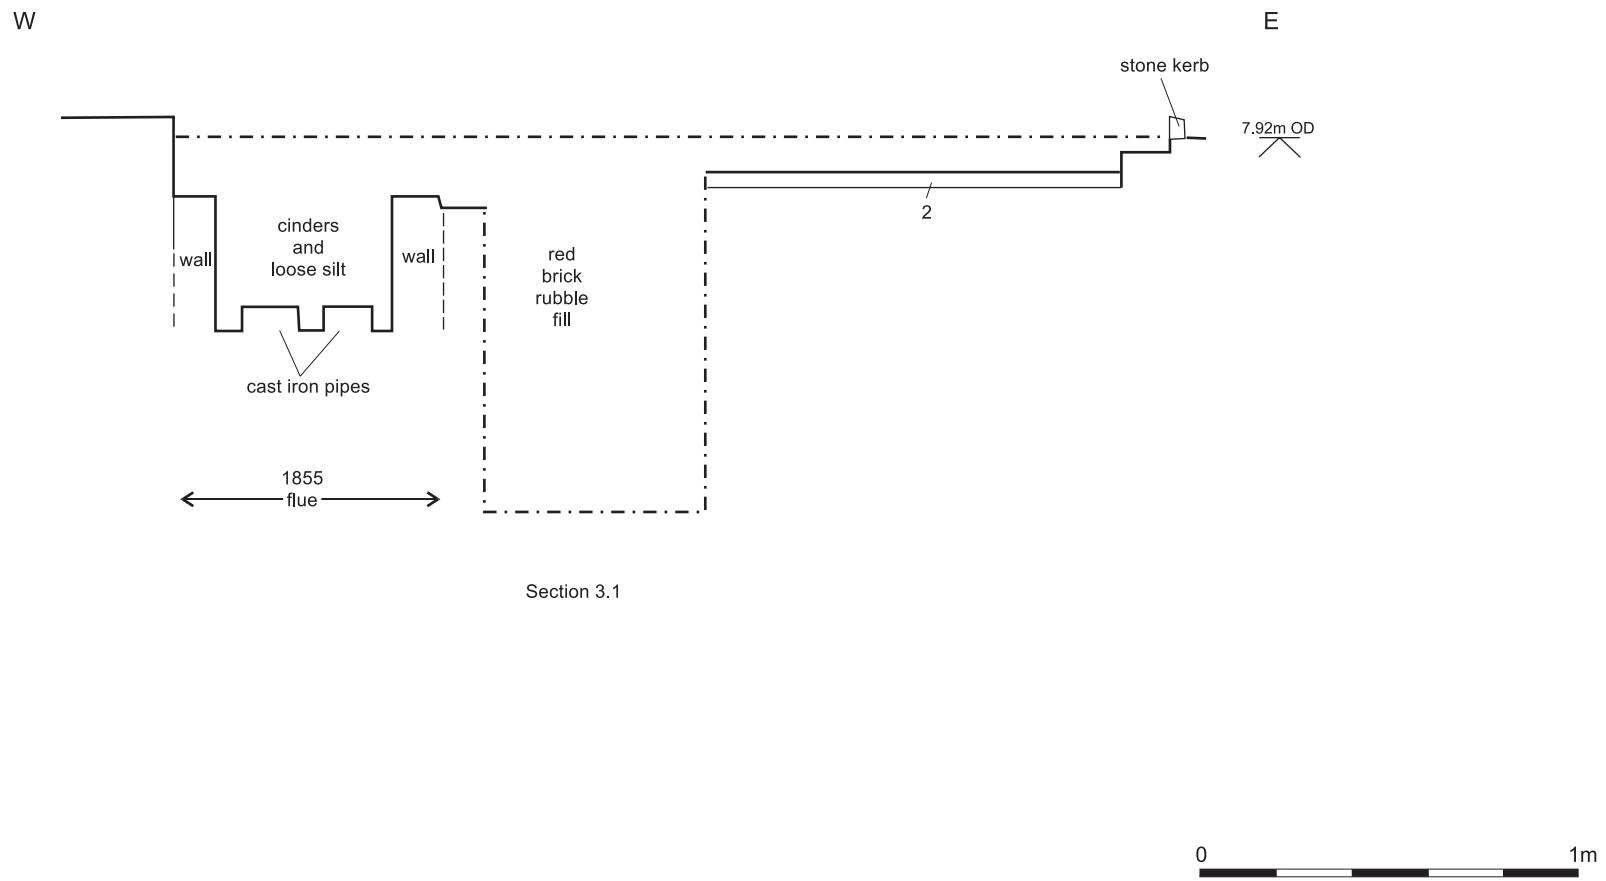 W
E
stone kerb
7.92m OD
2
cinders
and
loose silt
wall
wall
red
brick
rubble
fill
cast iron pipes
1855
flue
Section 3.1
0
1m